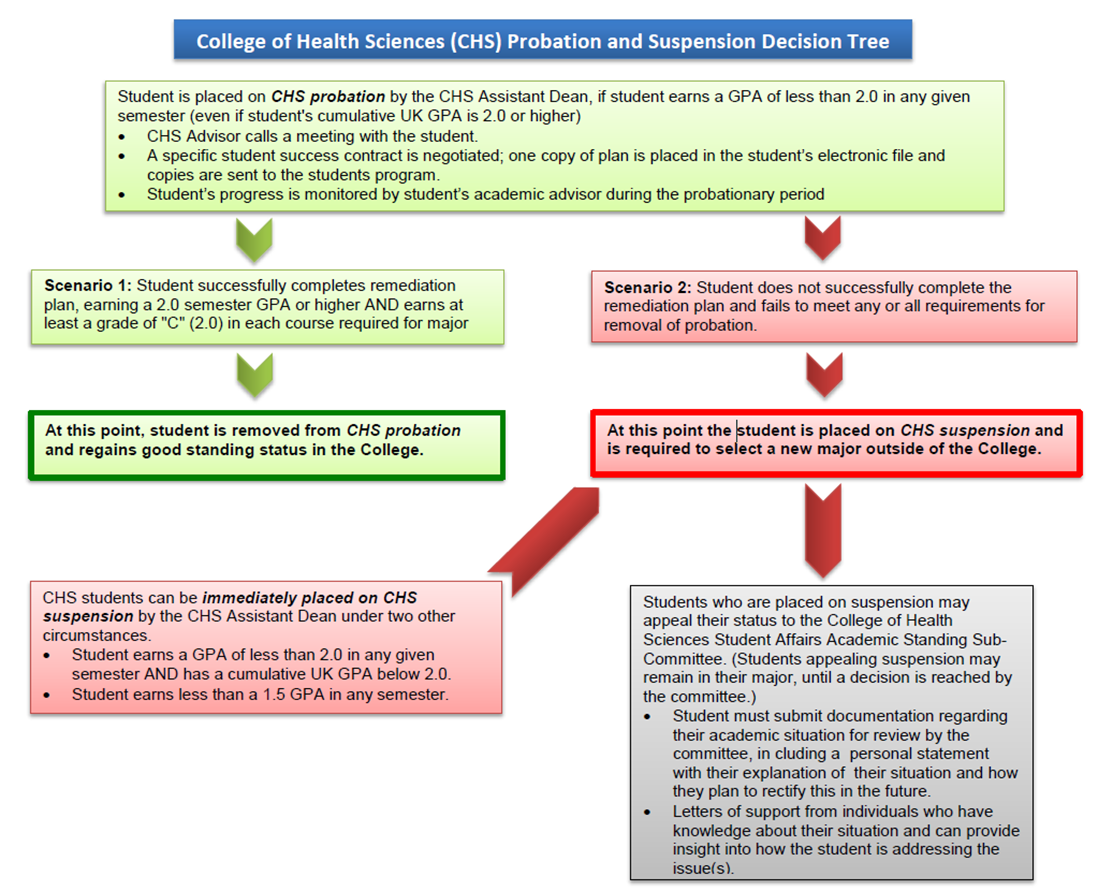 College of Health Sciences (CHS) Probation and Suspension Decision Tree
Student is placed on CHS probation by the CHS Assistant Dean, if student earns a GPA of less than 2.0 in any given
semester (even if student's cumulative UK GPA is 2.0 or higher)
• CHS Advisor calls a meeting with the student.
• A specific student success contract is negotiated; one copy of plan is placed in the student's electronic file and
copies are sent to the students program.
• Student's progress is monitored by student's academic advisor during the probationary period
Scenario 1: Student successfully completes remediation
plan, earning a 2.0 semester GPA or higher AND earns at
least a grade of "C" (2.0) in each course required for major
Scenario 2: Student does not successfully complete the
remediation plan and fails to meet any or all requirements for
removal of probation.
At this point, student is removed from CHS probation
and regains good standing status in the College.
At this point the student is placed on CHS suspension and
is required to select a new major outside of the College.
CHS students can be immediately placed on CHS
suspension by the CHS Assistant Dean under two other
circumstances.
• Student earns a GPA of less than 2.0 in any given
semester AND has a cumulative UK GPA below 2.0.
• Student earns less than a 1.5 GPA in any semester.
Students who are placed on suspension may
appeal their status to the College of Health
Sciences Student Affairs Academic Standing Sub-
Committee. (Students appealing suspension may
remain in their major, until a decision is reached by
the committee.)
• Student must submit documentation regarding
their academic situation for review by the
committee, in cluding a personal statement
with their explanation of their situation and how
they plan to rectify this in the future.
• Letters of support from individuals who have
knowledge about their situation and can provide
insight into how the student is addressing the
issue(s).